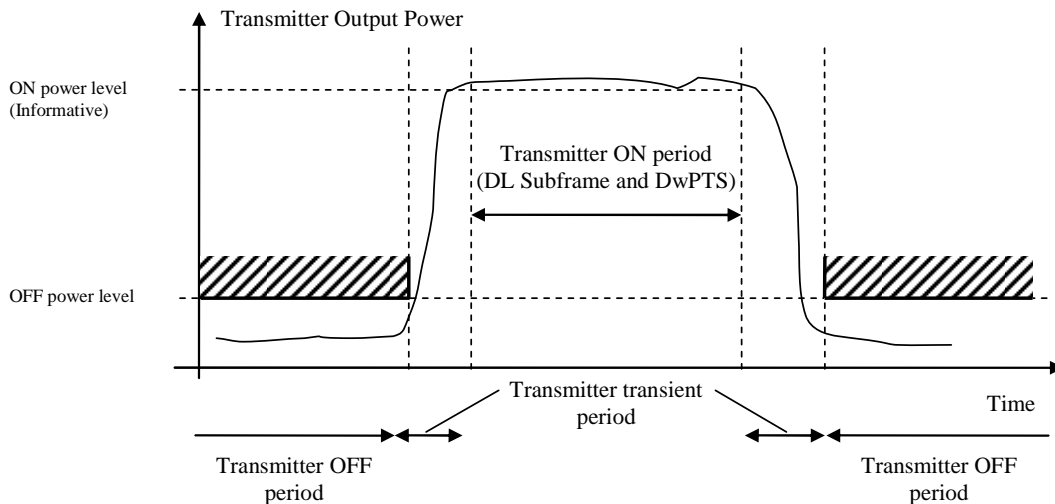 Transmitter Output Power
ON power level
(Informative)
Transmitter ON period
(DL Subframe and DwPTS)
OFF power level
Transmitter transient
period
Time
Transmitter OFF
period
Transmitter OFF
period